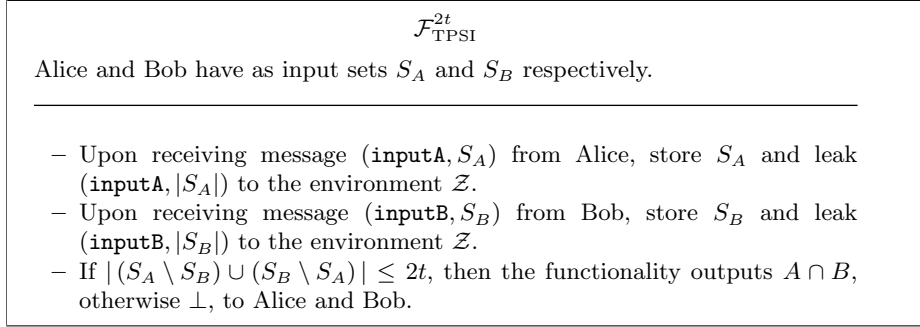 $\mathcal{F}_{\text{TPSI}}^{2t}$
Alice and Bob have as input sets $S_A$ and $S_B$ respectively.
– Upon receiving message (inputA, $S_A$) from Alice, store $S_A$ and leak
(inputA, $|S_A|$) to the environment $\mathcal{Z}$.
– Upon receiving message (inputB, $S_B$) from Bob, store $S_B$ and leak
(inputB, $|S_B|$) to the environment $\mathcal{Z}$.
– If $|(S_A \setminus S_B) \cup (S_B \setminus S_A)| \leq 2t$, then the functionality outputs $A \cap B$,
otherwise $\bot$, to Alice and Bob.